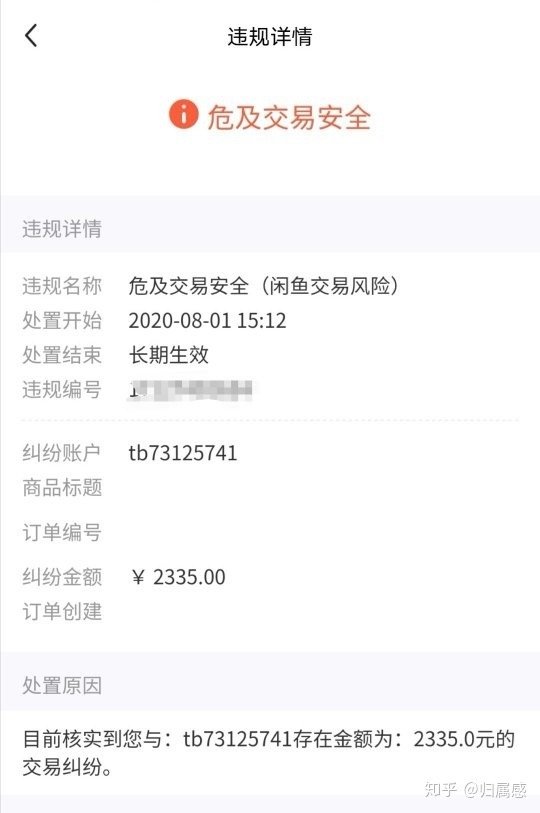 违规详情
危及交易安全
违规详情
违规名称 危及交易安全（闲鱼交易风险）
处置开始 2020-08-01 15:12
处置结束 长期生效
违规编号
纠纷账户 tb73125741
商品标题
订单编号
纠纷金额 ￥ 2335.00
订单创建
处置原因
目前核实到您与：tb73125741存在金额为：2335.0元的
交易纠纷。
知乎 @归属感